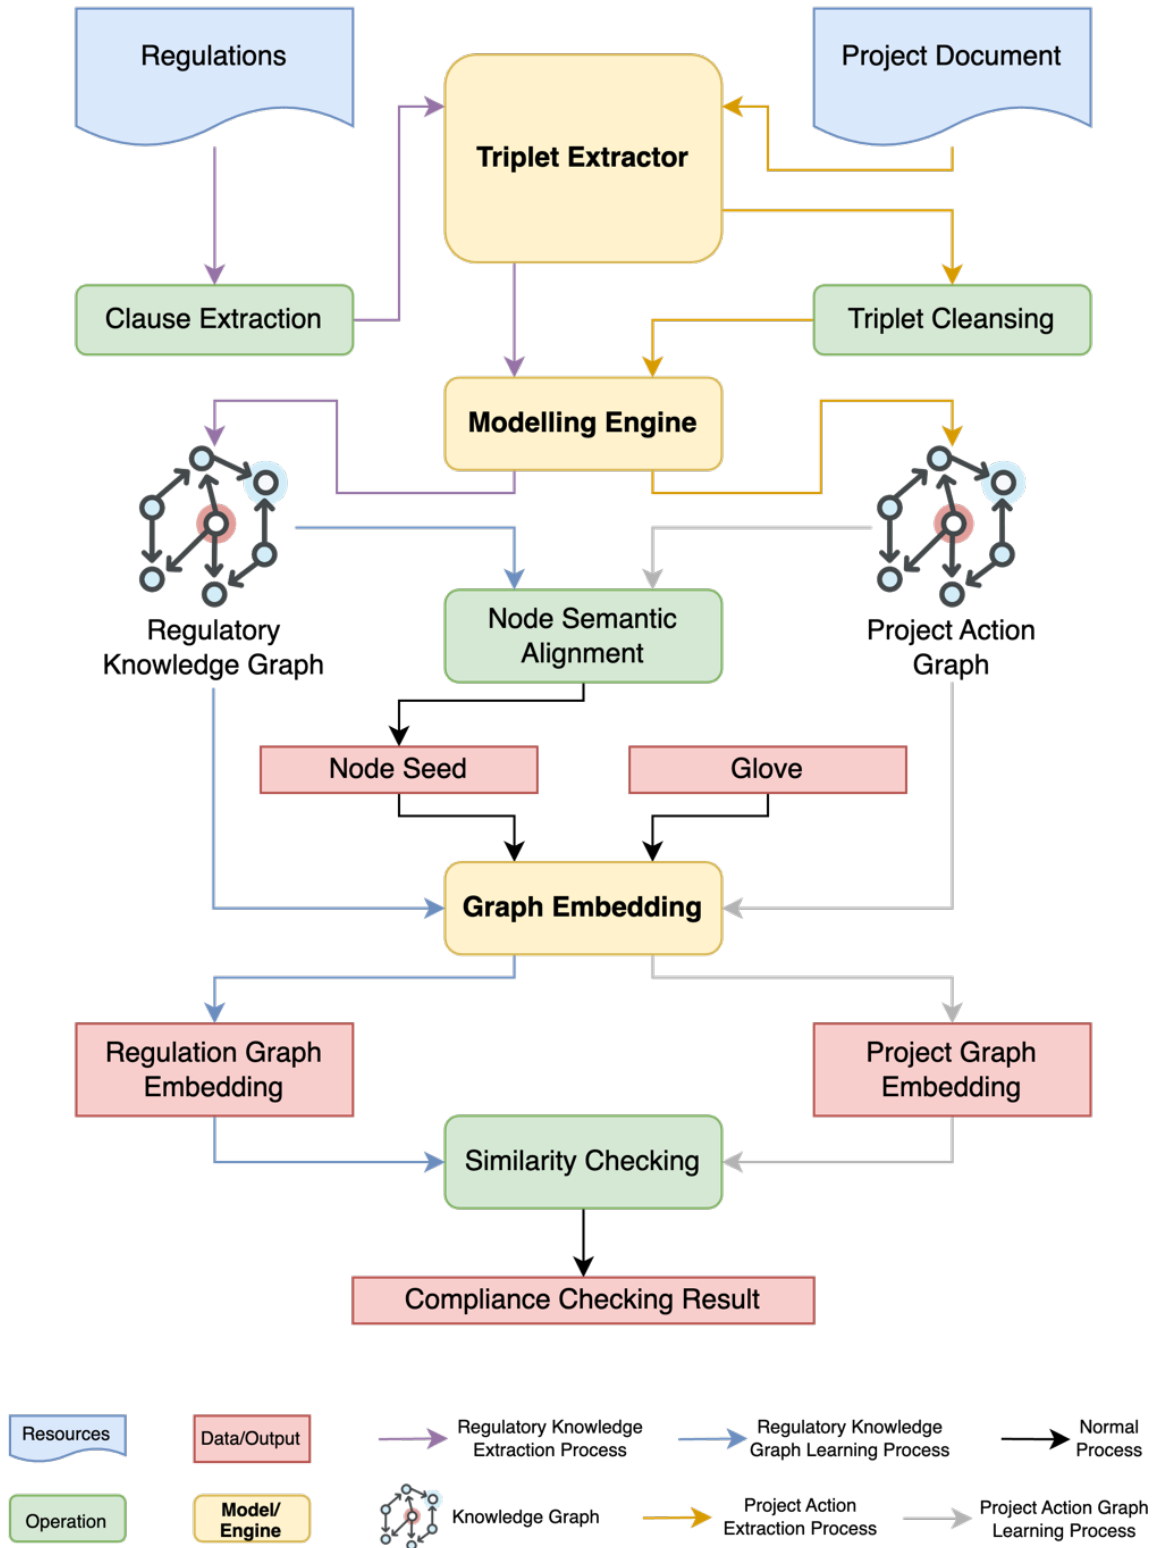 Regulations
Project Document
Triplet Extractor
Clause Extraction
Triplet Cleansing
Modelling Engine
Regulatory
Knowledge Graph
Node Semantic
Alignment
Project Action
Graph
Node Seed
Glove
Graph Embedding
Regulation Graph
Embedding
Project Graph
Embedding
Similarity Checking
Compliance Checking Result
Resources
Data/Output
Regulatory Knowledge
Extraction Process
Regulatory Knowledge
Graph Learning Process
Normal
Process
Operation
Model/
Engine
Knowledge Graph
Project Action
Extraction Process
Project Action Graph
Learning Process